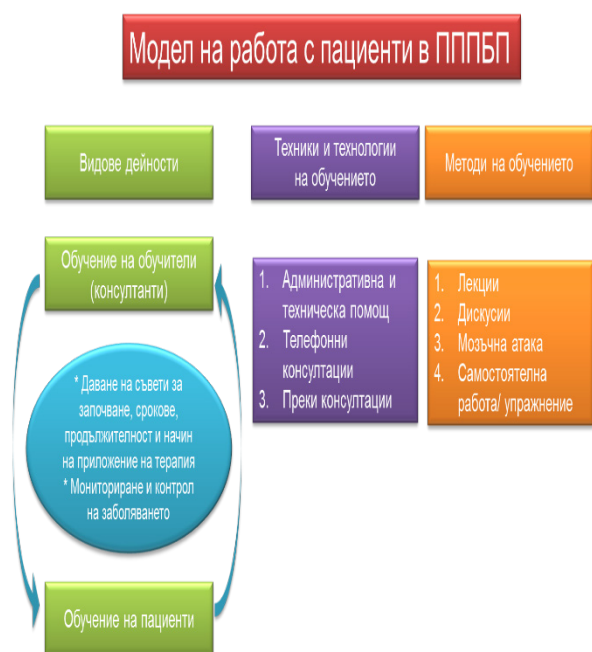 Модел на работа с пациенти в ПППБП
Видове дейности
Техники и технологии
на обучението
Методи на обучението
Обучение на обучители
(консултанти)
* Даване на съвети за
започване, срокове,
продължителност и начин
на приложение на терапия
* Мониториране и контрол
на заболяването
Обучение на пациенти
1. Административна и
техническа помощ
2. Телефонни
консултации
3. Преки консултации
1. Лекции
2. Дискусии
3. Мозъчна атака
4. Самостоятелна
работа/ упражнение